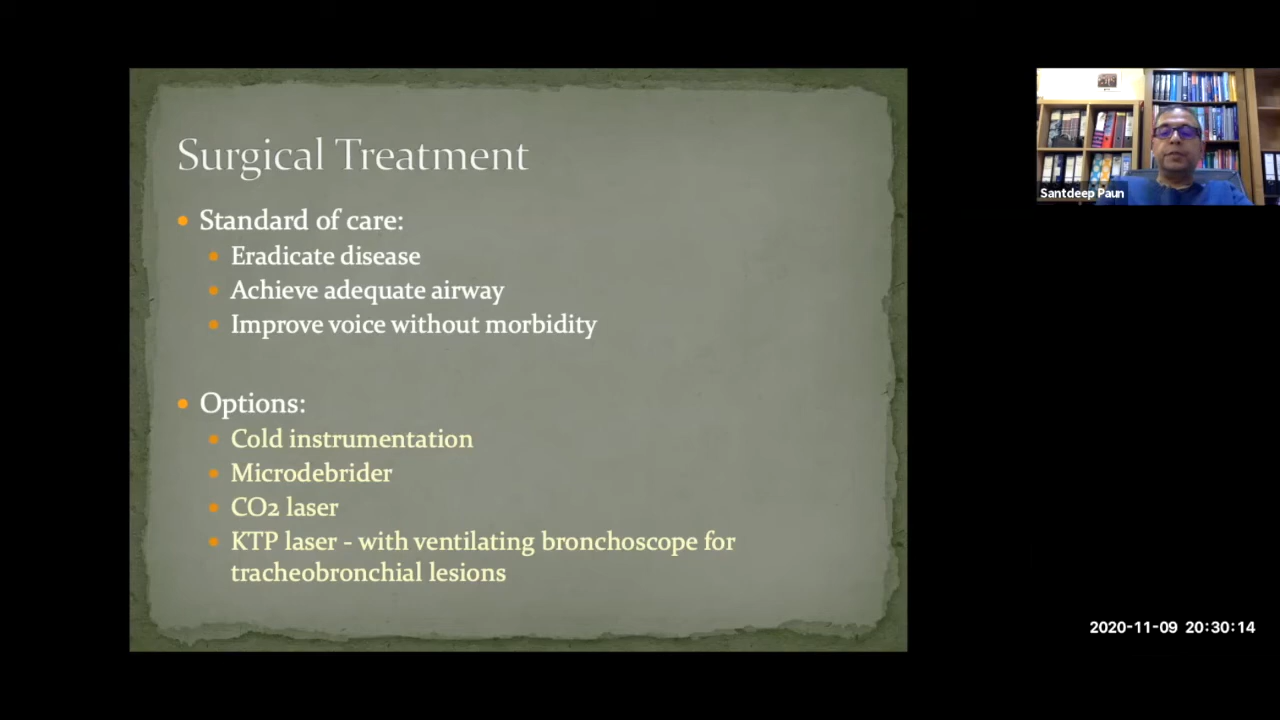 Surgical Treatment
• Standard of care:
• Eradicate disease
• Achieve adequate airway
• Improve voice without morbidity
• Options:
• Cold instrumentation
• Microdebrider
• CO2 laser
• KTP laser - with ventilating bronchoscope for
tracheobronchial lesions
Santdeep Paun
2020-11-09 20:30:14